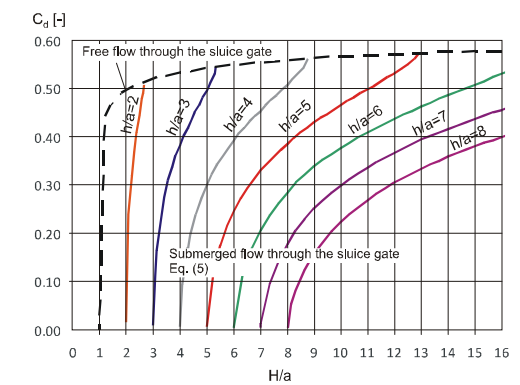 C_d [-]
0.60
Free flow through the sluice gate
0.50
h/a=2
h/a=3
h/a=4
h/a=5
h/a=6
h/a=7
h/a=8
0.40
0.30
0.20
Submerged flow through the sluice gate
Eq. (5)
0.10
0.00
0 1 2 3 4 5 6 7 8 9 10 11 12 13 14 15 16
H/a